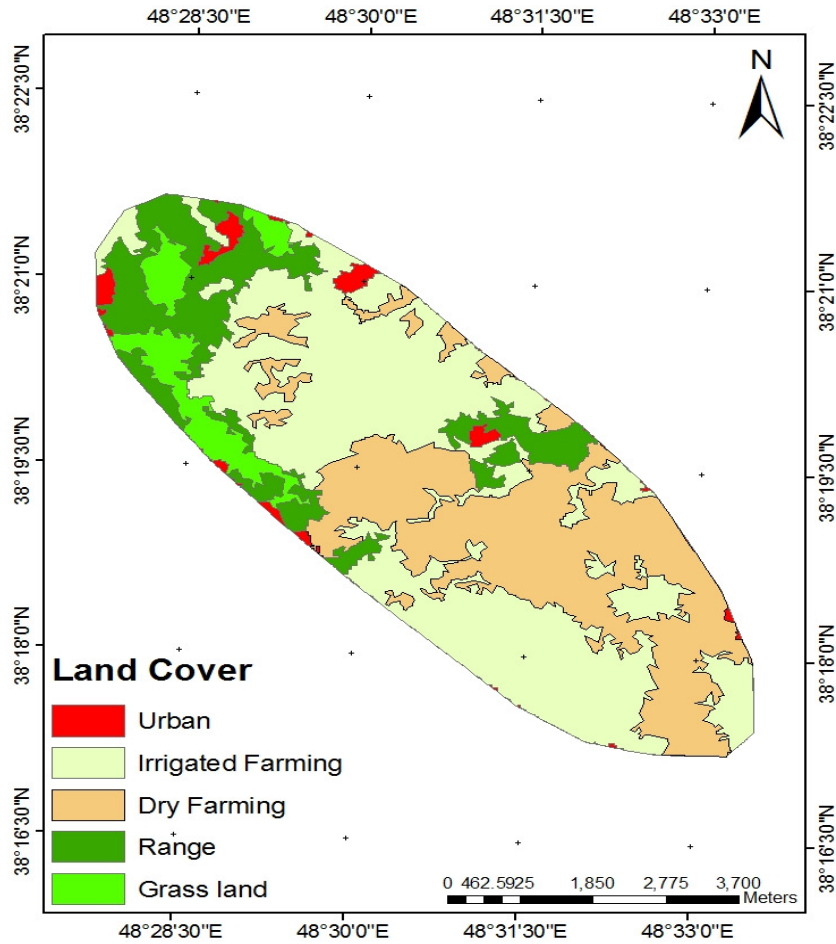 48°28'30"E 48°30'0"E 48°31'30"E 48°33'0"E
N
38°22'30"N 38°22'30"N
38°21'0"N 38°21'0"N
38°19'30"N 38°19'30"N
38°18'0"N 38°18'0"N
Land Cover
Urban
Irrigated Farming
Dry Farming
Range
Grass land
38°16'30"N 38°16'30"N
0 462.5925 1,850 2,775 3,700
Meters
48°28'30"E 48°30'0"E 48°31'30"E 48°33'0"E